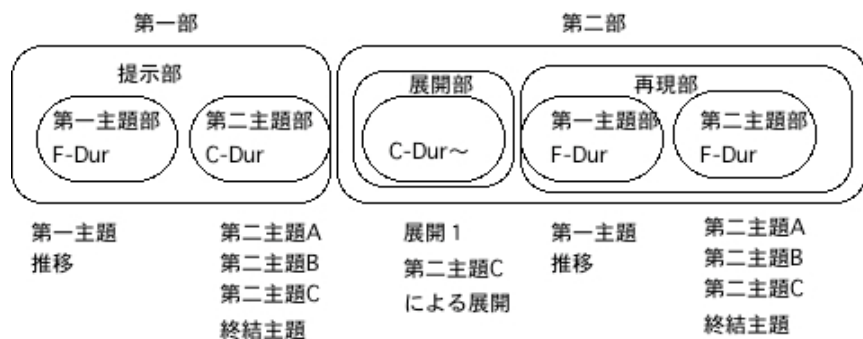 第一部
第二部
提示部
展開部
再現部
第一主題部
F-Dur
第二主題部
C-Dur
C-Dur～
第一主題部
F-Dur
第二主題部
F-Dur
第一主題
推移
第二主題A
第二主題B
第二主題C
終結主題
展開１
第二主題C
による展開
第一主題
推移
第二主題A
第二主題B
第二主題C
終結主題